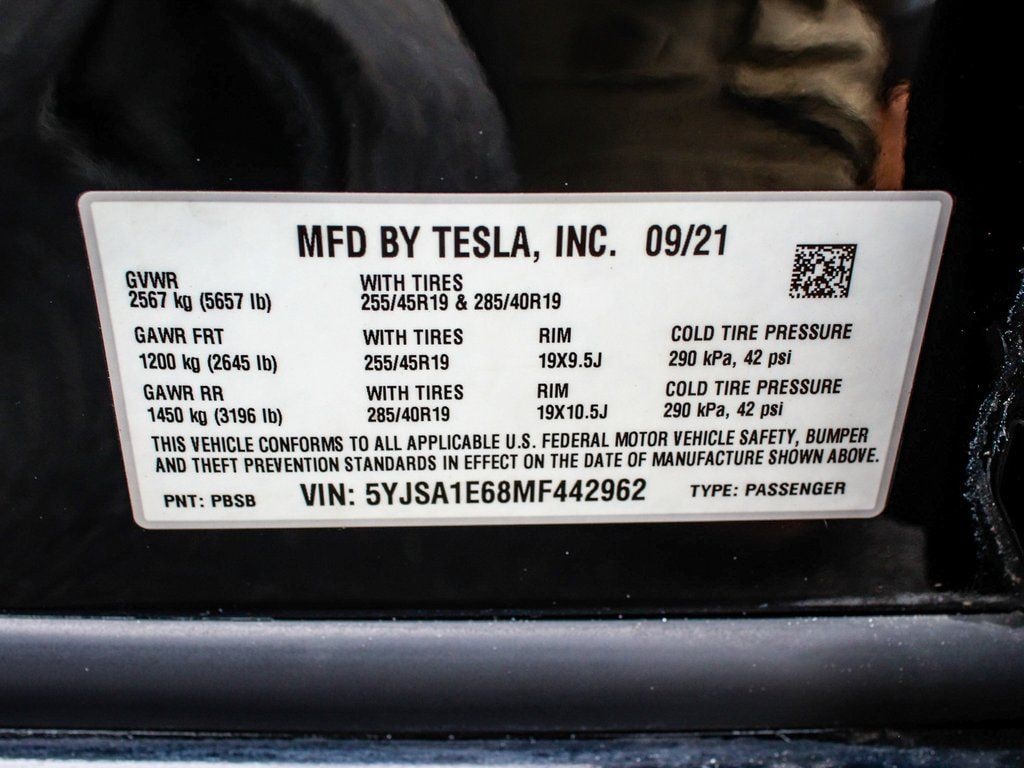 MFD BY TESLA, INC. 09/21
GVWR WITH TIRES
2567 kg (5657 lb) 255/45R19 & 285/40R19
GAWR FRT WITH TIRES RIM COLD TIRE PRESSURE
1200 kg (2645 lb) 255/45R19 19X9.5J 290 kPa, 42 psi
GAWR RR WITH TIRES RIM COLD TIRE PRESSURE
1450 kg (3196 lb) 285/40R19 19X10.5J 290 kPa, 42 psi
THIS VEHICLE CONFORMS TO ALL APPLICABLE U.S. FEDERAL MOTOR VEHICLE SAFETY, BUMPER
AND THEFT PREVENTION STANDARDS IN EFFECT ON THE DATE OF MANUFACTURE SHOWN ABOVE.
PNT: PBSB VIN: 5YJSA1E68MF442962 TYPE: PASSENGER